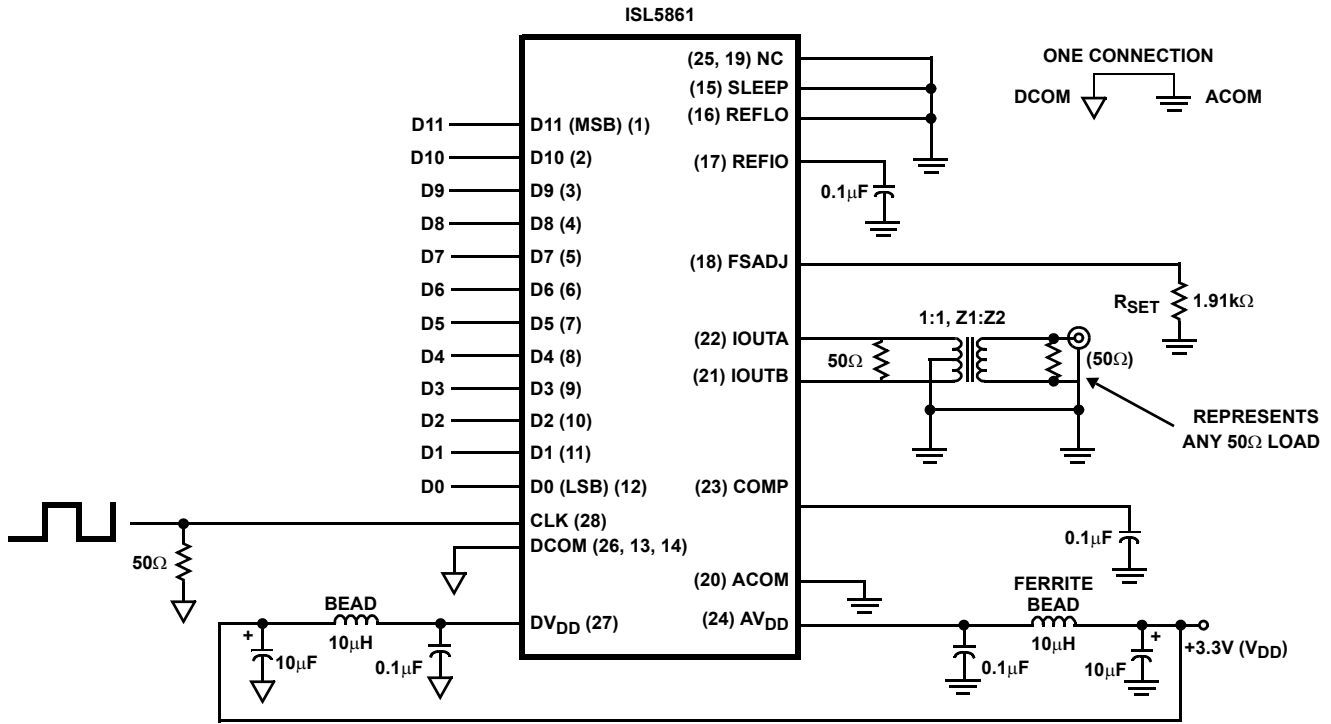 ISL5861
(25, 19) NC
(15) SLEEP
(16) REFLO
(17) REFIO
0.1μF
(18) FSADJ
R_SET 1.91kΩ
1:1, Z1:Z2
(22) IOUTA
50Ω
(50Ω)
(21) IOUTB
REPRESENTS
ANY 50Ω LOAD
(23) COMP
0.1μF
(20) ACOM
FERRITE
BEAD
(24) AV_DD
10μH
0.1μF
10μF
+
+3.3V (V_DD)
ONE CONNECTION
DCOM
ACOM
D11 D11 (MSB) (1)
D10 D10 (2)
D9 D9 (3)
D8 D8 (4)
D7 D7 (5)
D6 D6 (6)
D5 D5 (7)
D4 D4 (8)
D3 D3 (9)
D2 D2 (10)
D1 D1 (11)
D0 D0 (LSB) (12)
CLK (28)
50Ω
DCOM (26, 13, 14)
BEAD
DV_DD (27)
+
10μH
10μF
0.1μF